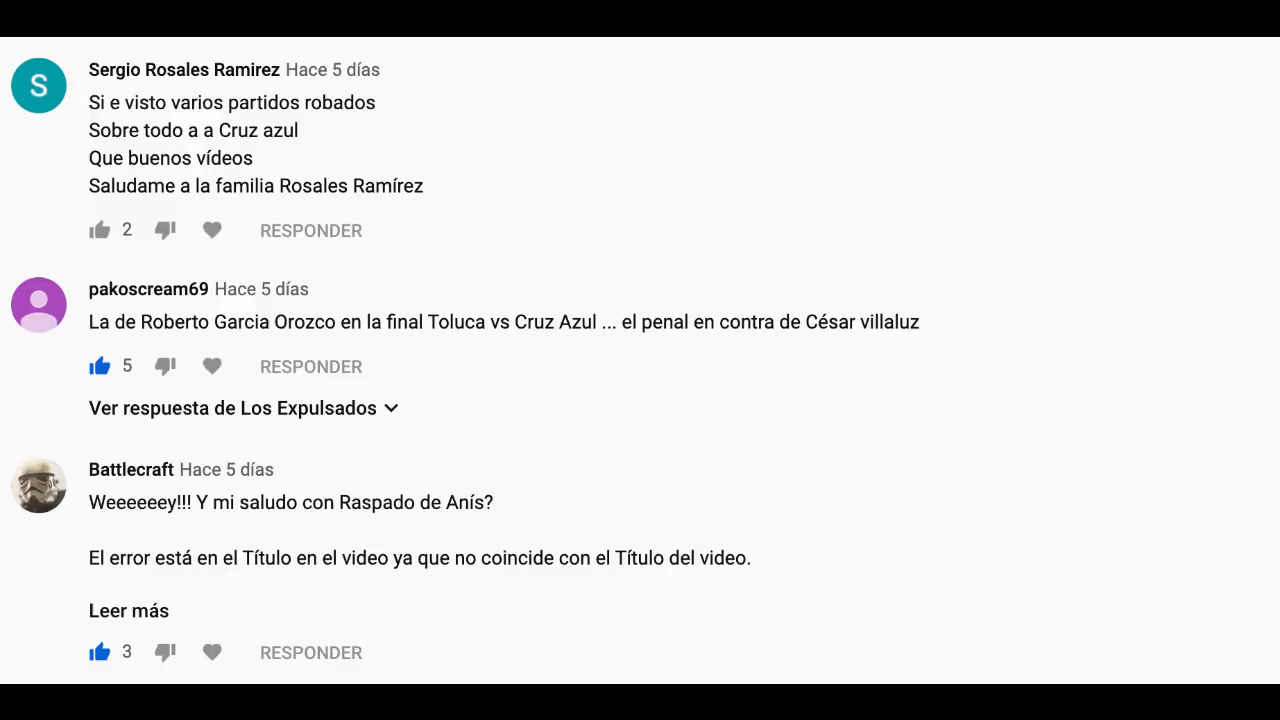 S
Sergio Rosales Ramirez Hace 5 días
Si e visto varios partidos robados
Sobre todo a a Cruz azul
Que buenos vídeos
Saludame a la familia Rosales Ramírez
2 RESPONDER
pakoscream69 Hace 5 días
La de Roberto Garcia Orozco en la final Toluca vs Cruz Azul ... el penal en contra de César villaluz
5 RESPONDER
Ver respuesta de Los Expulsados
Battlecraft Hace 5 días
Weeeeeey!!! Y mi saludo con Raspado de Anís?
El error está en el Título en el video ya que no coincide con el Título del video.
Leer más
3 RESPONDER